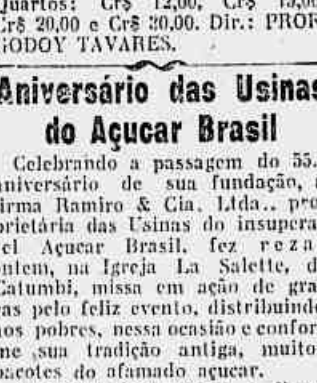 Quartos: Cr$ 12,00, Cr$ 15,00
Cr$ 20,00 e Cr$ 30,00. Dir.: PROF
GODOY TAVARES.
Aniversário das Usinas
do Açucar Brasil
Celebrando a passagem do 55.
aniversário de sua fundação, a
firma Ramiro & Cia. Ltda., pro
prietária das Usinas do insupera
vel Açucar Brasil, fez reza
ontem, na Igreja La Salette, d
Catumbi, missa em ação de gra
ças pelo feliz evento, distribuind
aos pobres, nessa ocasião e confor
me sua tradição antiga, muito
pacotes do afamado açucar.